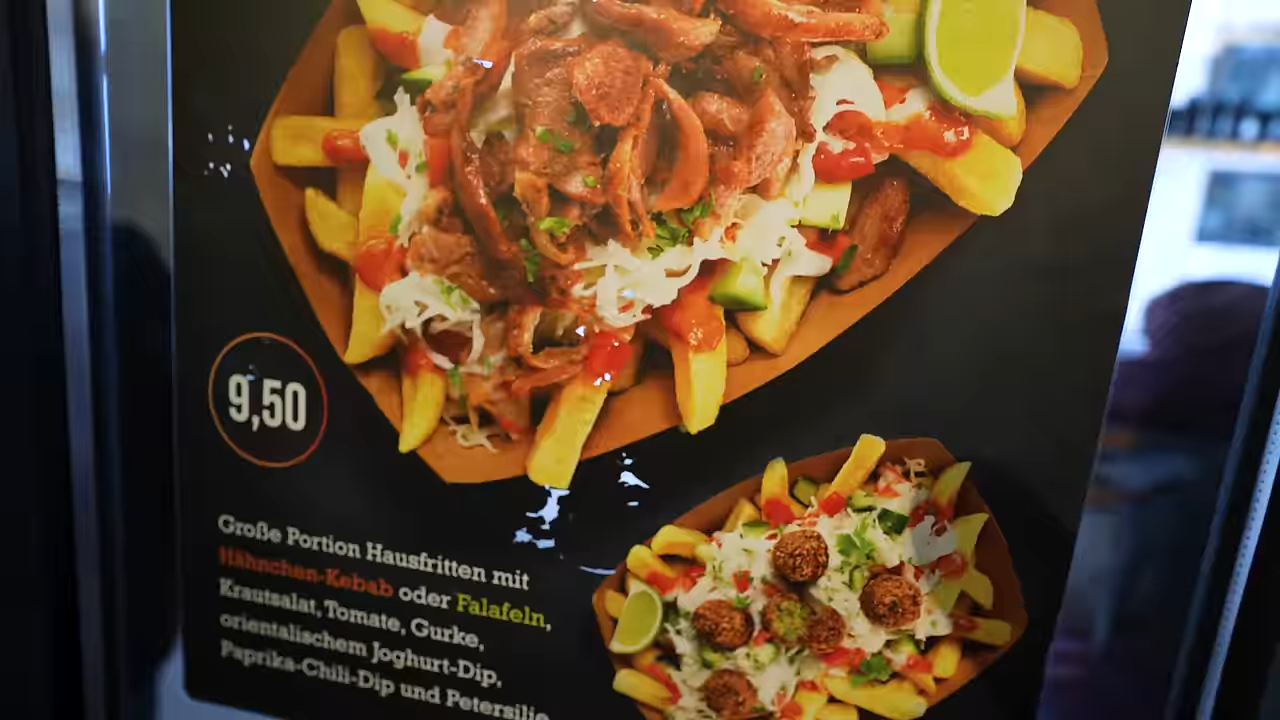 9,50
Große Portion Hausfritten mit
Hähnchen-Kebab oder Falafeln,
Krautsalat, Tomate, Gurke,
orientalischem Joghurt-Dip,
Paprika-Chili-Dip und Petersilie